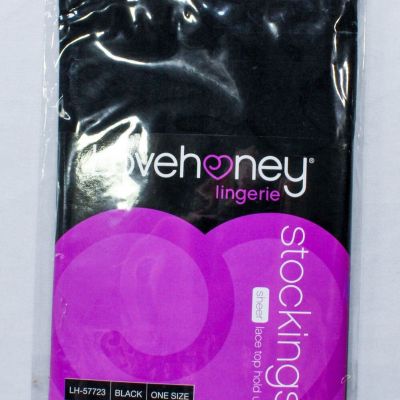 lovehoney®
lingerie
stockings
sheer lace top hold u
LH-57723 BLACK ONE SIZE